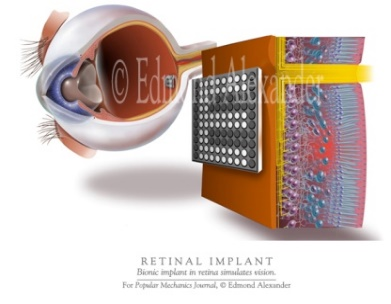 © Edmond Alexander
RETINAL IMPLANT
Bionic implant in retina simulates vision.
For Popular Mechanics Journal, © Edmond Alexander